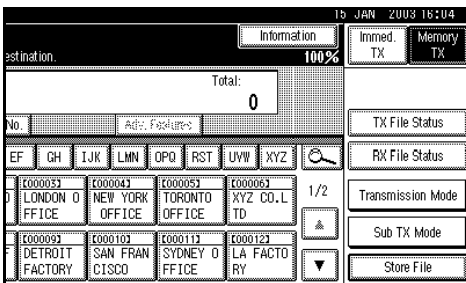 15 JAN 2003 16:04
Information
Immed. TX
Memory TX
estination.
100%
Total:
0
No.
Adv. Features
TX File Status
EF GH IJK LMN OPQ RST UVW XYZ
RX File Status
[00003] [00004] [00005] [00006]
LONDON O NEW YORK TORONTO XYZ CO.L
FFICE OFFICE OFFICE TD
1/2
Transmission Mode
Sub TX Mode
[00009] [00010] [00011] [00012]
DETROIT SAN FRAN SYDNEY O LA FACTO
FACTORY CISCO FFICE RY
▲
▼
Store File